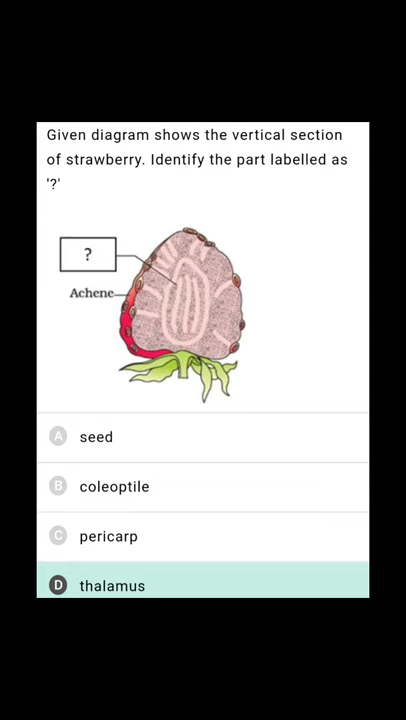 Given diagram shows the vertical section
of strawberry. Identify the part labelled as
'?'
?
Achene
A seed
B coleoptile
C pericarp
D thalamus